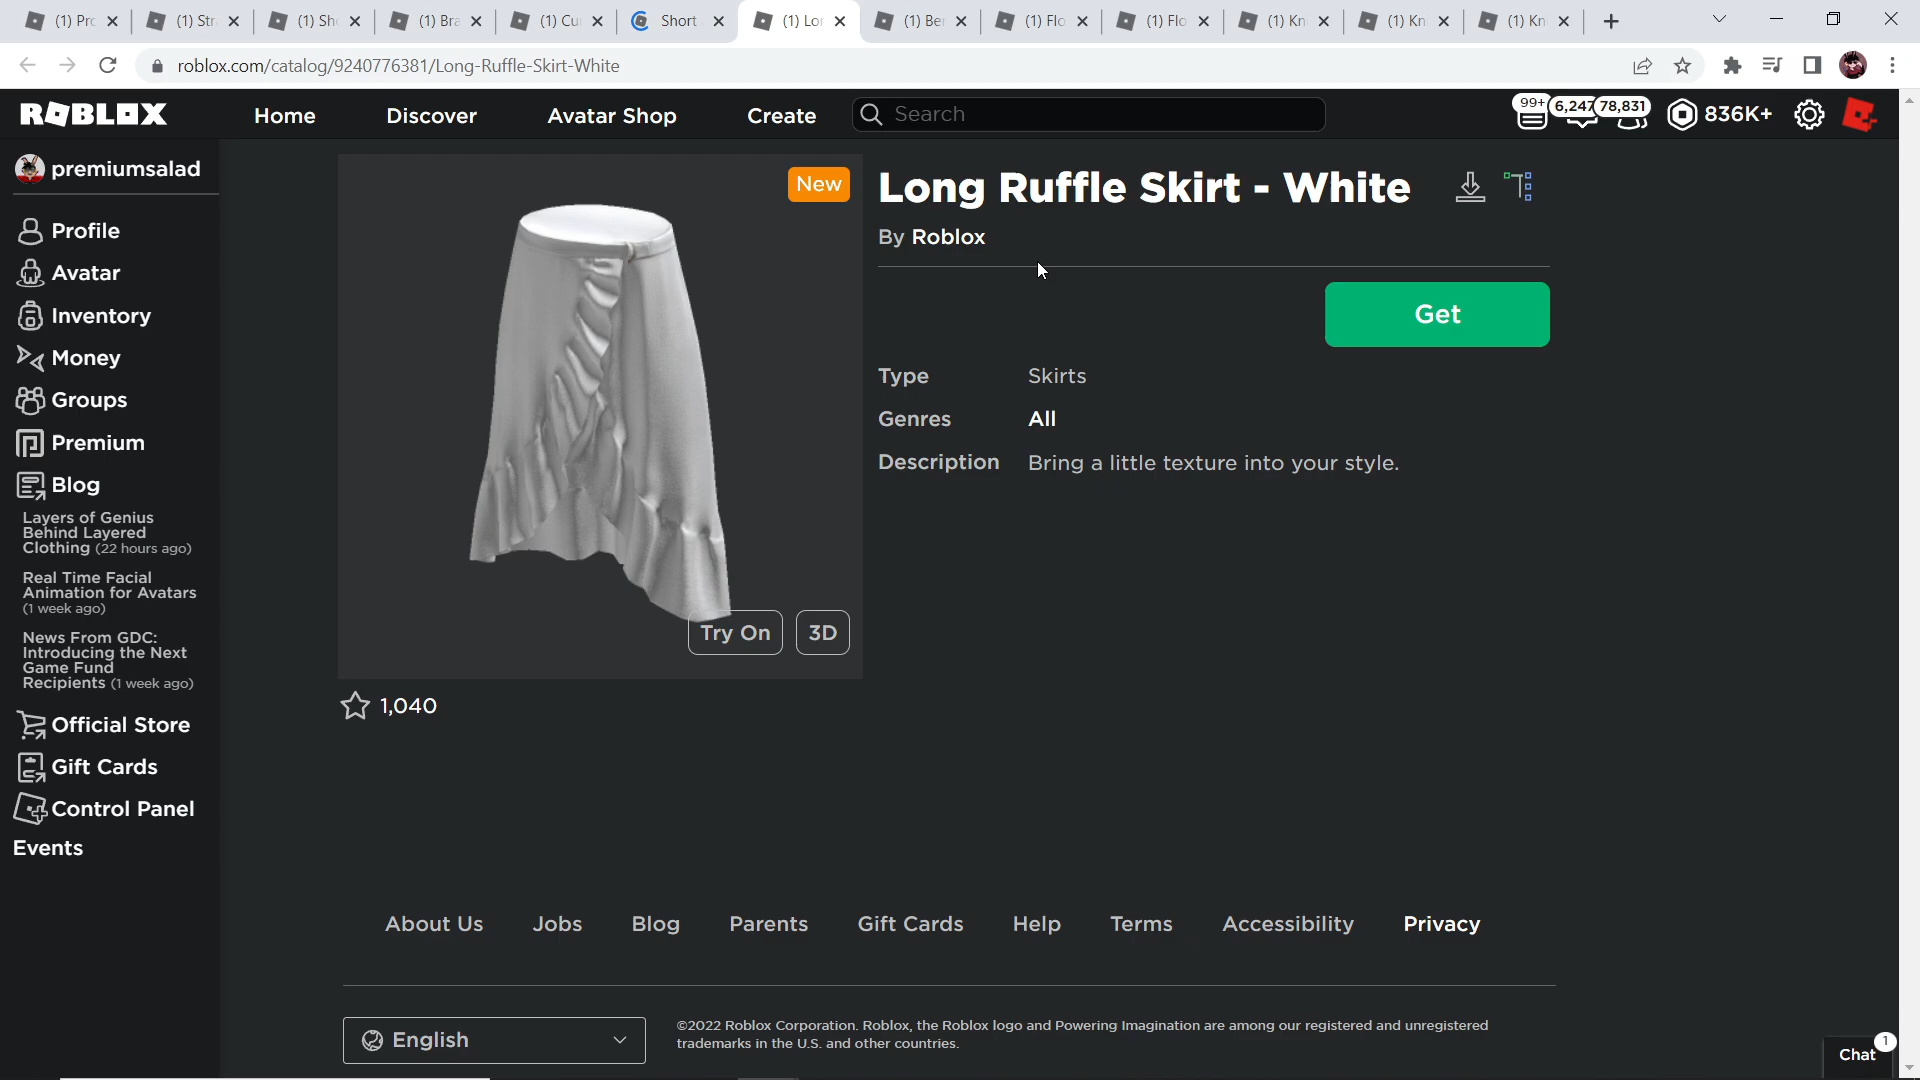 (1) Pro
(1) Str
(1) Sho
(1) Bra
(1) Cu
Short
(1) Lor
(1) Ber
(1) Flo
(1) Flo
(1) Kni
(1) Kni
(1) Kni
roblox.com/catalog/9240776381/Long-Ruffle-Skirt-White
ROBLOX
Home
Discover
Avatar Shop
Create
Search
99+
6,247
78,831
836K+
premiumsalad
Profile
Avatar
Inventory
Money
Groups
Premium
Blog
Layers of Genius
Behind Layered
Clothing (22 hours ago)
Real Time Facial
Animation for Avatars
(1 week ago)
News From GDC:
Introducing the Next
Game Fund
Recipients (1 week ago)
Official Store
Gift Cards
Control Panel
Events
New
Try On
3D
1,040
Long Ruffle Skirt - White
By Roblox
Get
Type Skirts
Genres All
Description Bring a little texture into your style.
About Us
Jobs
Blog
Parents
Gift Cards
Help
Terms
Accessibility
Privacy
English
©2022 Roblox Corporation. Roblox, the Roblox logo and Powering Imagination are among our registered and unregistered
trademarks in the U.S. and other countries.
Chat
1